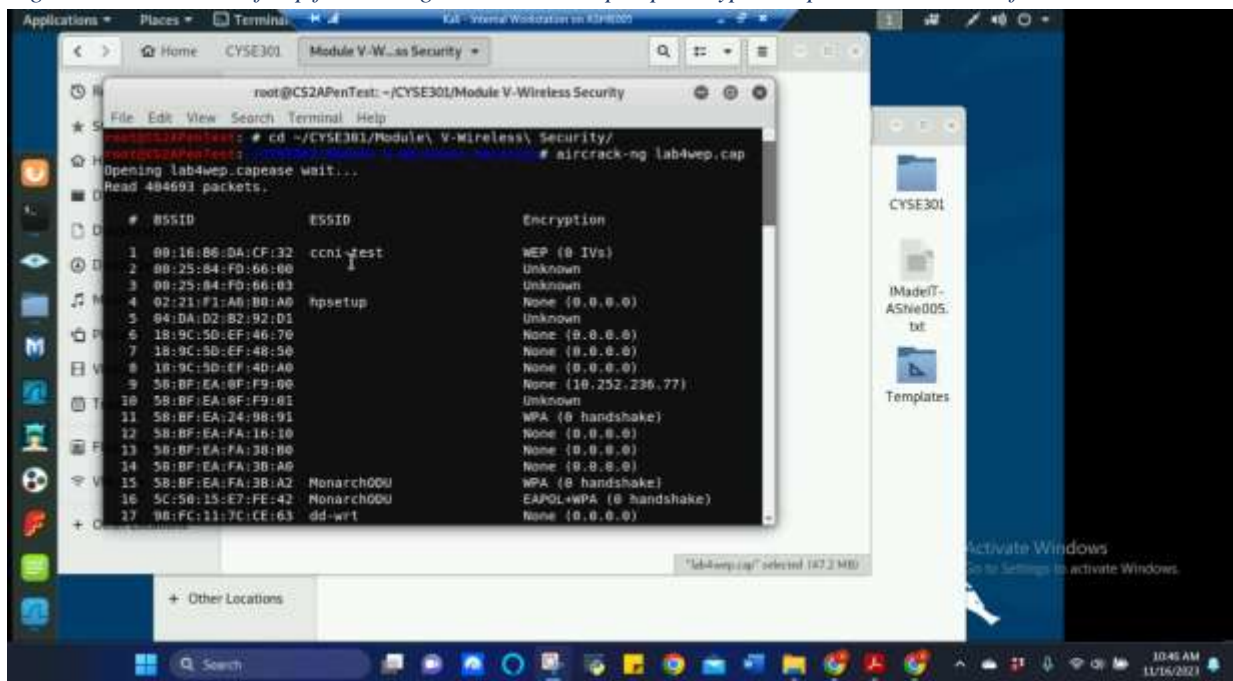 Applications Places Terminal Kali - Internal Workstation on ASHIE005 1
Home CYSE301 Module V-W...ss Security
root@CS2APenTest: ~/CYSE301/Module V-Wireless Security
File Edit View Search Terminal Help
root@CS2APenTest: # cd ~/CYSE301/Module\ V-Wireless\ Security/
root@CS2APenTest: # aircrack-ng lab4wep.cap
Opening lab4wep.capease wait...
Read 404693 packets.
# BSSID ESSID Encryption
1 00:16:B6:DA:CF:32 ccni-test WEP (0 IVs)
2 00:25:84:FD:66:00 Unknown
3 00:25:84:FD:66:03 Unknown
4 02:21:F1:A6:B0:A0 hpsetup None (0.0.0.0)
5 04:DA:D2:B2:92:D1 Unknown
6 18:9C:5D:EF:46:70 None (0.0.0.0)
7 18:9C:5D:EF:48:50 None (0.0.0.0)
8 18:9C:5D:EF:4D:A0 None (0.0.0.0)
9 58:BF:EA:0F:F9:00 None (10.252.236.77)
10 58:BF:EA:0F:F9:01 Unknown
11 58:BF:EA:24:98:91 WPA (0 handshake)
12 58:BF:EA:FA:16:10 None (0.0.0.0)
13 58:BF:EA:FA:38:B0 None (0.0.0.0)
14 58:BF:EA:FA:3B:A0 None (0.0.0.0)
15 58:BF:EA:FA:3B:A2 MonarchODU WPA (0 handshake)
16 5C:50:15:E7:FE:42 MonarchODU EAPOL+WPA (0 handshake)
17 98:FC:11:7C:CE:63 dd-wrt None (0.0.0.0)
CYSE301
IMadeIT-
AShie005.
txt
Templates
"lab4wep.cap" selected (47.2 MB)
Activate Windows
Go to Settings to activate Windows.
+ Other Locations
Search
10:46 AM
11/16/2023